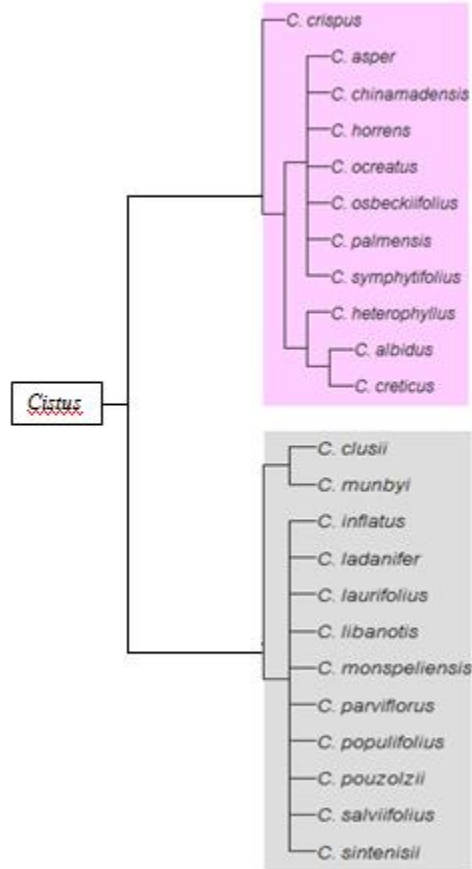 C. crispus
C. asper
C. chinamadensis
C. horrens
C. ocreatus
C. osbeckiifolius
C. palmensis
C. symphytifolius
C. heterophyllus
C. albidus
C. creticus
Cistus
C. clusii
C. munbyi
C. inflatus
C. ladanifer
C. laurifolius
C. libanotis
C. monspeliensis
C. parviflorus
C. populifolius
C. pouzolzii
C. salviifolius
C. sintenisii